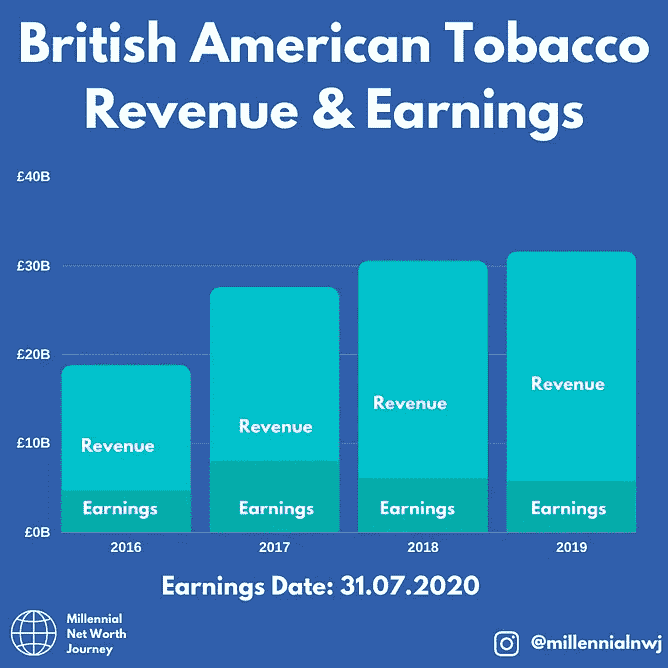 British American Tobacco
Revenue & Earnings
£40B
£30B
£20B
£10B
£0B
Revenue
Revenue
Revenue
Revenue
Earnings
Earnings
Earnings
Earnings
2016
2017
2018
2019
Earnings Date: 31.07.2020
Millennial
Net Worth
Journey
@millennialnwj